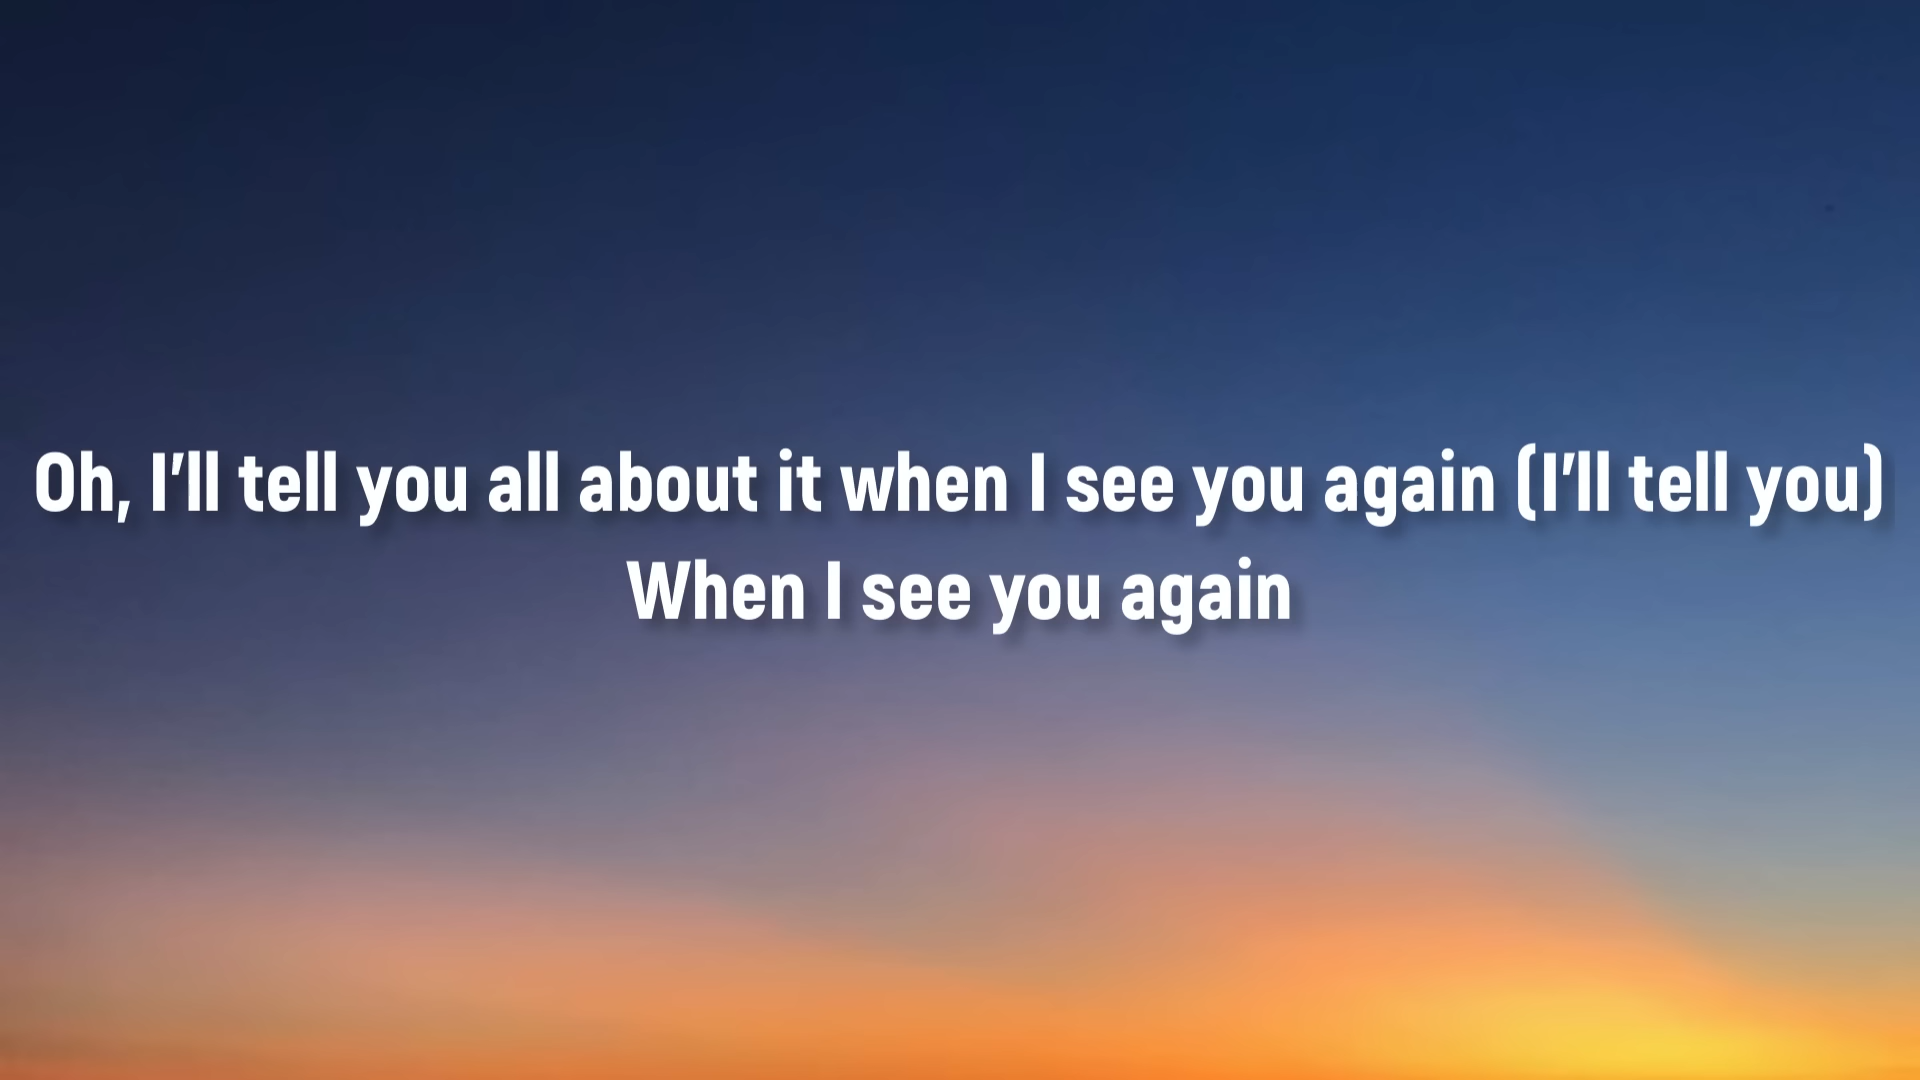 Oh, I’ll tell you all about it when I see you again (I’ll tell you)
When I see you again